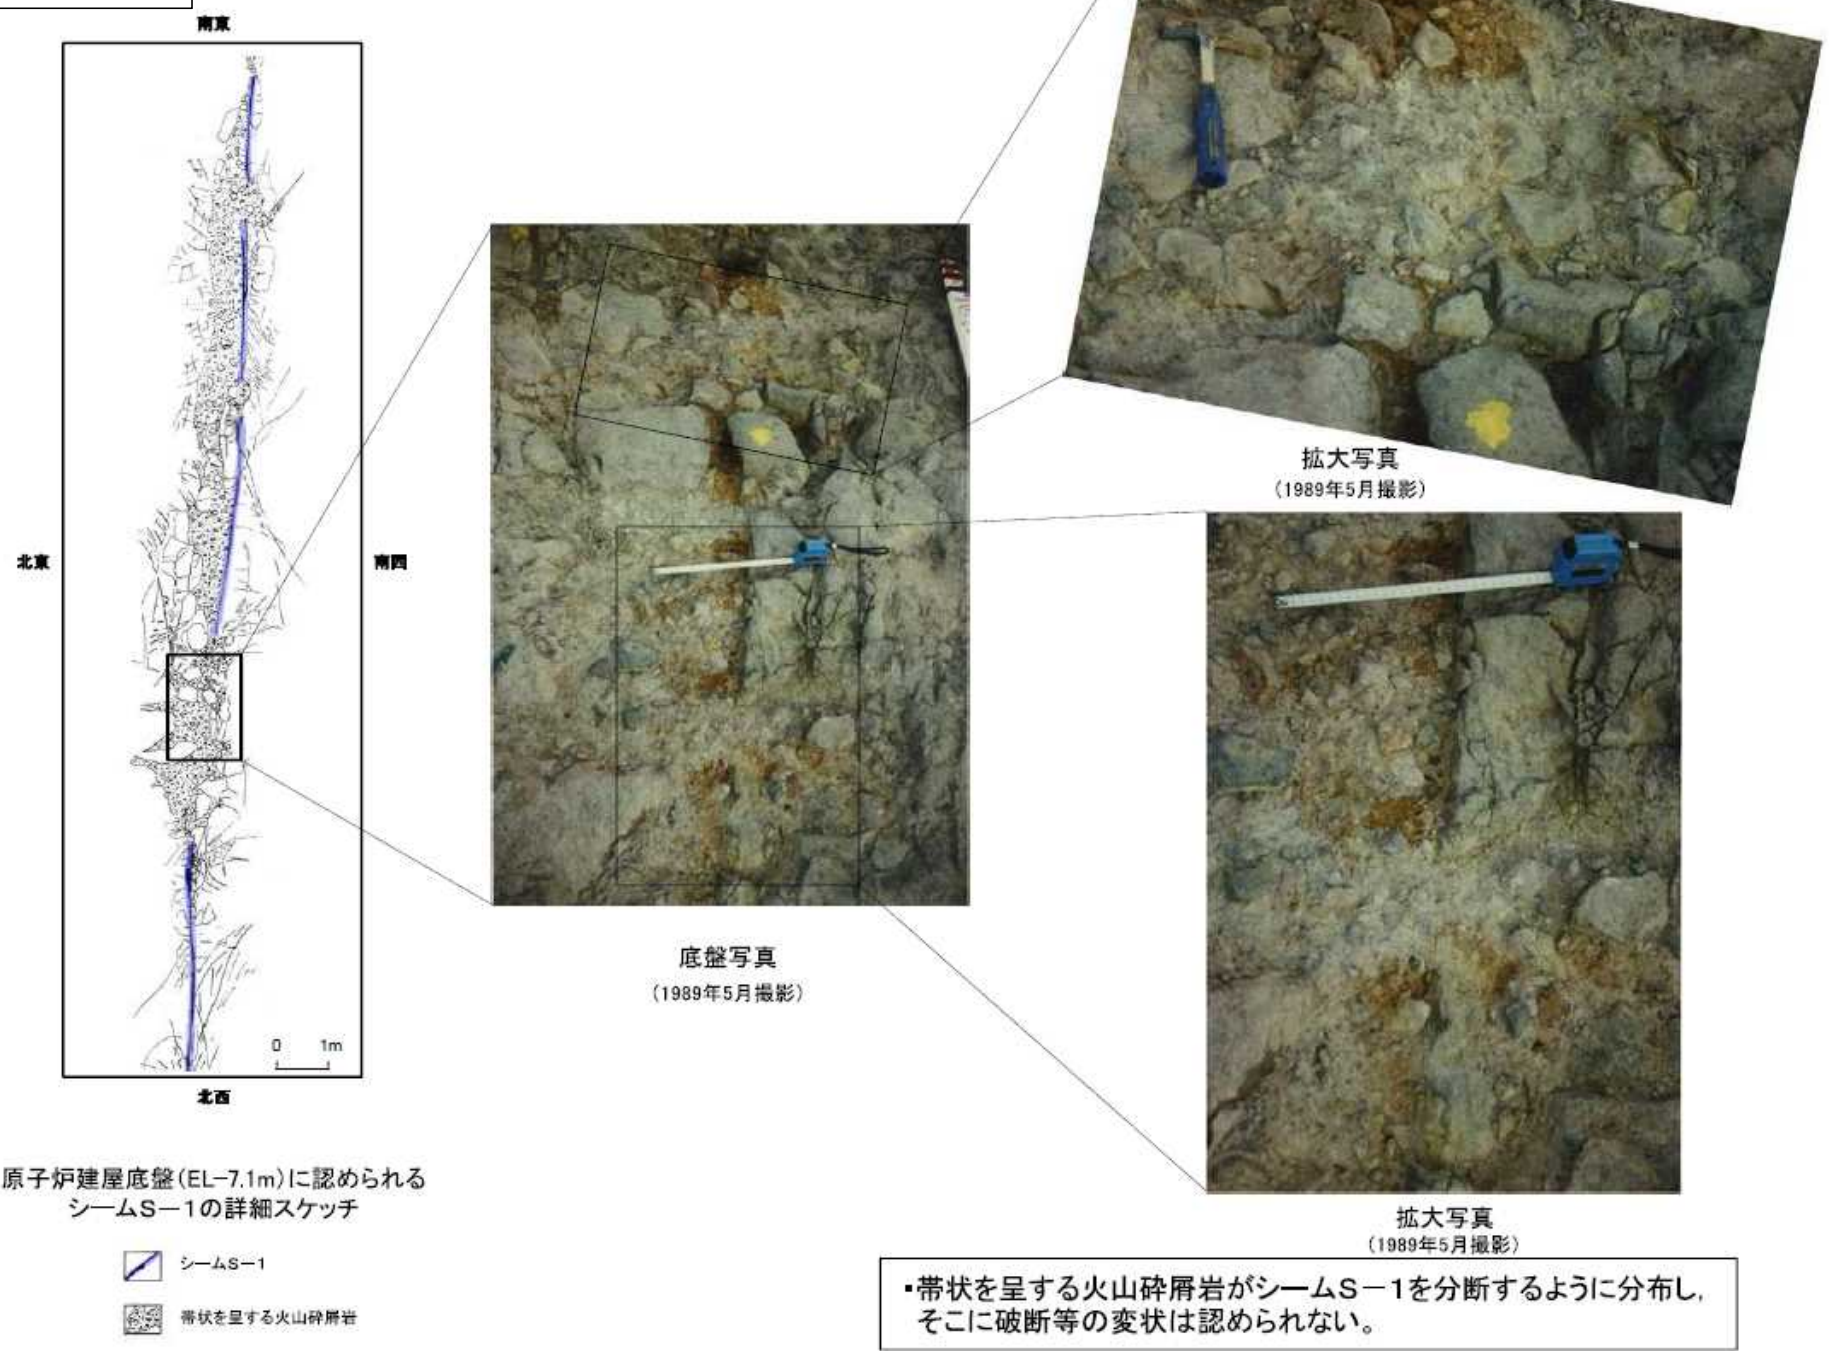 南東
北東
南西
北西
0 1m
原子炉建屋底盤(EL-7.1m)に認められる
シームS-1の詳細スケッチ
シームS-1
帯状を呈する火山砕屑岩
底盤写真
(1989年5月撮影)
拡大写真
(1989年5月撮影)
拡大写真
(1989年5月撮影)
▪帯状を呈する火山砕屑岩がシームS-1を分断するように分布し,
そこに破断等の変状は認められない。